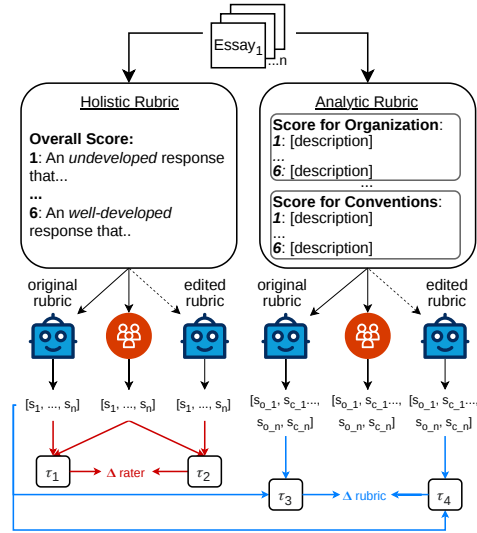 Essay1
...n
Holistic Rubric
Overall Score:
1: An undeveloped response
that...
...
6: An well-developed
response that..
Analytic Rubric
Score for Organization:
1: [description]
...
6: [description]
...
Score for Conventions:
1: [description]
...
6: [description]
original
rubric
edited
rubric
original
rubric
edited
rubric
[s1, ..., sn]
[s1, ..., sn]
[s1, ..., sn]
[so_1, sc_1...,
so_n, sc_n]
[so_1, sc_1...,
so_n, sc_n]
[so_1, sc_1...,
so_n, sc_n]
τ1
Δ rater
τ2
τ3
Δ rubric
τ4